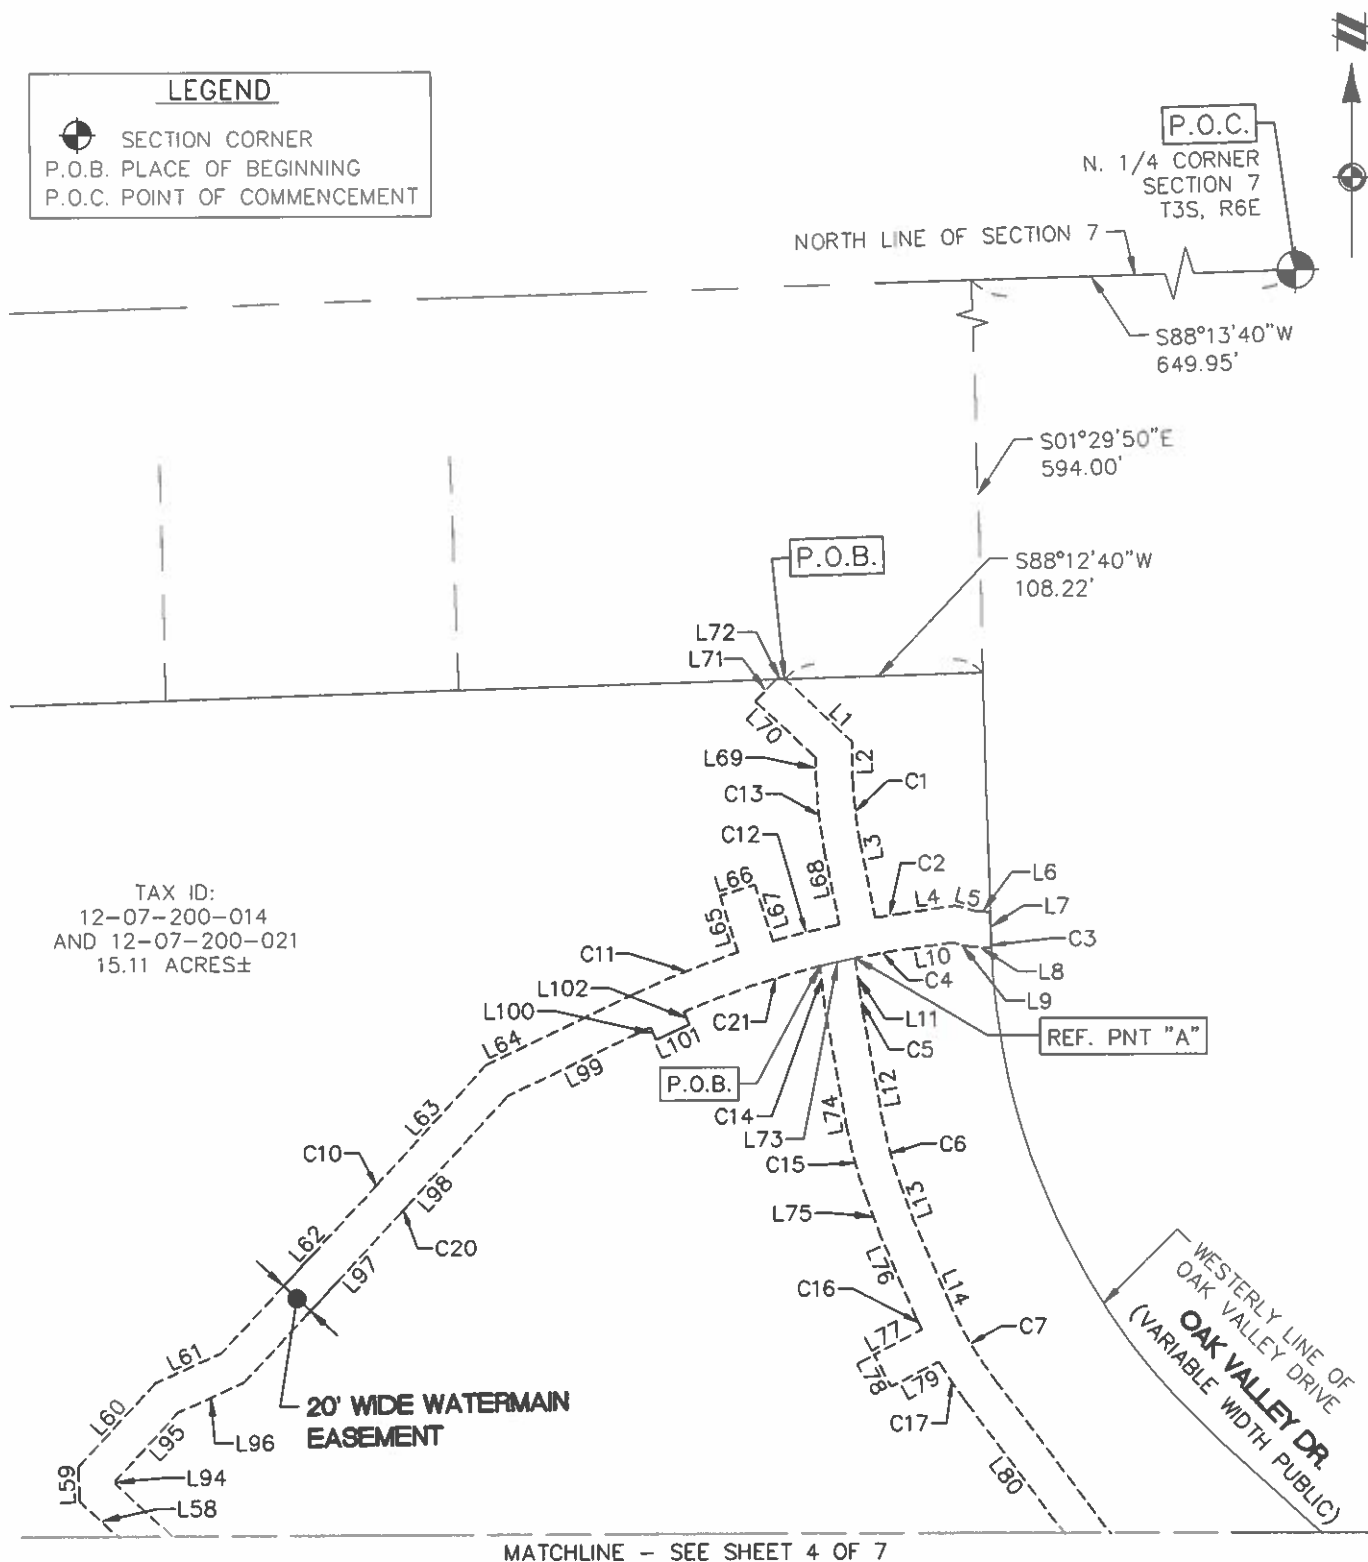 LEGEND
SECTION CORNER
P.O.B. PLACE OF BEGINNING
P.O.C. POINT OF COMMENCEMENT
N
P.O.C.
N. 1/4 CORNER
SECTION 7
T3S, R6E
NORTH LINE OF SECTION 7
S88°13'40"W
649.95'
S01°29'50"E
594.00'
P.O.B.
S88°12'40"W
108.22'
L72
L71
L70
L1
L69
L2
C13
C1
C12
L3
C2
L68
L66
L67
L65
L4
L5
L6
L7
C3
L8
L10
C4
L9
TAX ID:
12-07-200-014
AND 12-07-200-021
15.11 ACRES±
C11
L102
L100
L101
C21
L11
C5
REF. PNT "A"
L64
L99
P.O.B.
C14
L73
L74
L12
C15
C6
L63
C10
L98
L13
L75
C20
L62
L97
L76
L14
C16
C7
L77
L78
L79
C17
L80
WESTERLY LINE OF
OAK VALLEY DRIVE
OAK VALLEY DR.
(VARIABLE WIDTH PUBLIC)
L61
L60
20' WIDE WATERMAIN
EASEMENT
L95
L96
L94
L59
L58
MATCHLINE - SEE SHEET 4 OF 7